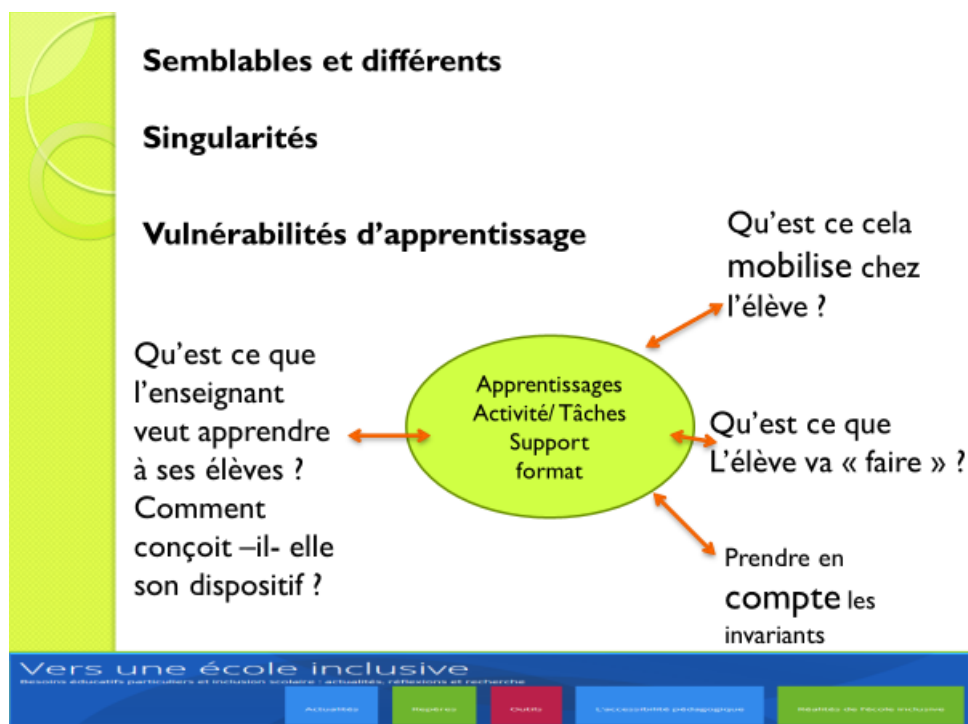 Semblables et différents
Singularités
Vulnérabilités d’apprentissage
Qu’est ce cela
mobilise chez
l’élève ?
Qu’est ce que
l’enseignant
veut apprendre
à ses élèves ?
Comment
conçoit –il- elle
son dispositif ?
Apprentissages
Activité/ Tâches
Support
format
Qu’est ce que
L’élève va « faire » ?
Prendre en
compte les
invariants
Vers une école inclusive
Besoins éducatifs particuliers et inclusion scolaire : actualités, réflexions et recherche
Actualités
Repères
Outils
L'accessibilité pédagogique
Réalités de l'école inclusive